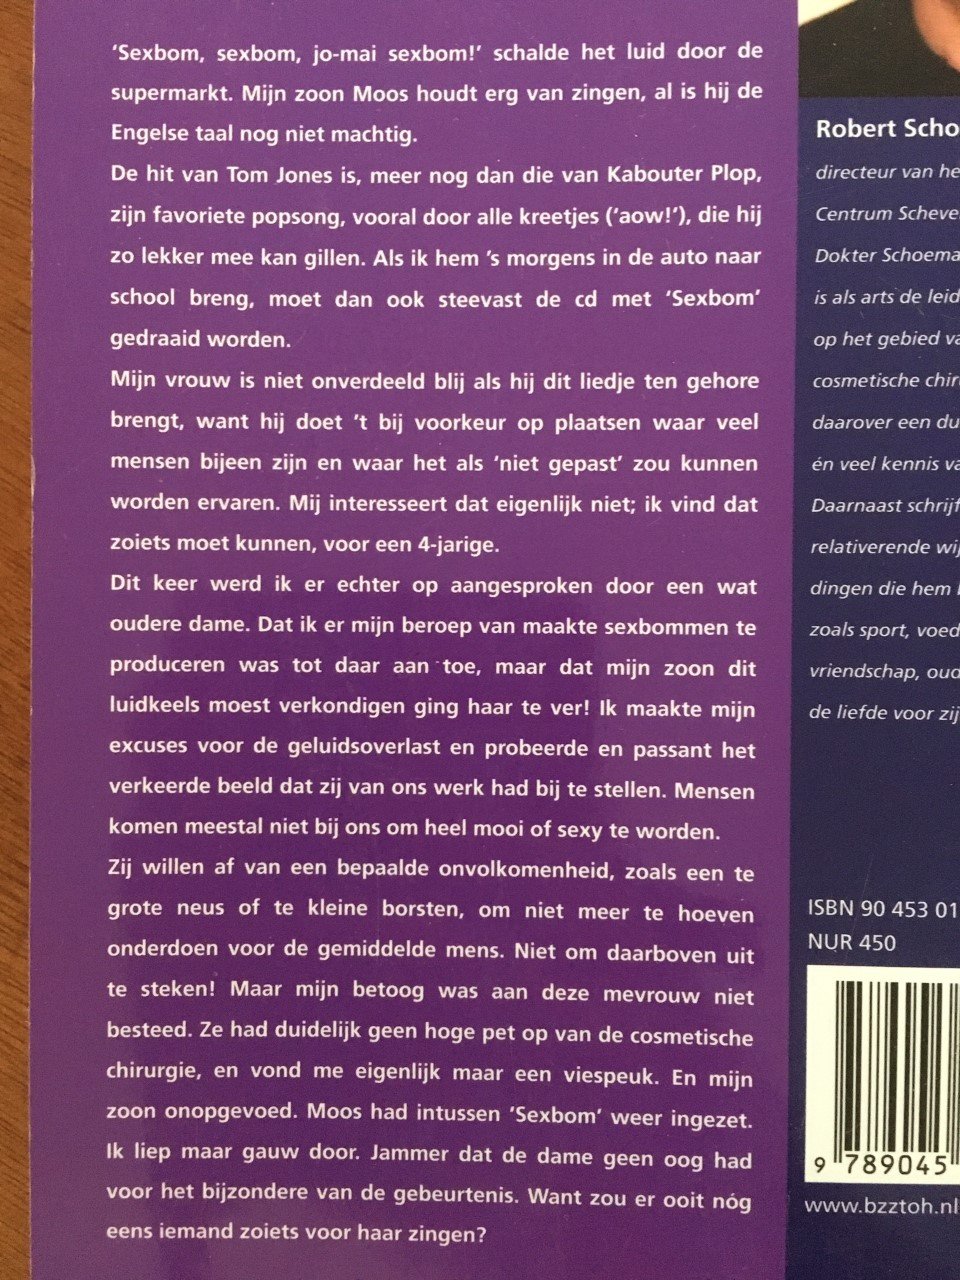 ‘Sexbom, sexbom, jo-mai sexbom!’ schalde het luid door de
supermarkt. Mijn zoon Moos houdt erg van zingen, al is hij de
Engelse taal nog niet machtig.
De hit van Tom Jones is, meer nog dan die van Kabouter Plop,
zijn favoriete popsong, vooral door alle kreetjes (‘aow!’), die hij
zo lekker mee kan gillen. Als ik hem ’s morgens in de auto naar
school breng, moet dan ook steevast de cd met ‘Sexbom’
gedraaid worden.
Mijn vrouw is niet onverdeeld blij als hij dit liedje ten gehore
brengt, want hij doet ’t bij voorkeur op plaatsen waar veel
mensen bijeen zijn en waar het als ‘niet gepast’ zou kunnen
worden ervaren. Mij interesseert dat eigenlijk niet; ik vind dat
zoiets moet kunnen, voor een 4-jarige.
Dit keer werd ik er echter op aangesproken door een wat
oudere dame. Dat ik er mijn beroep van maakte sexbommen te
produceren was tot daar aan toe, maar dat mijn zoon dit
luidkeels moest verkondigen ging haar te ver! Ik maakte mijn
excuses voor de geluidsoverlast en probeerde en passant het
verkeerde beeld dat zij van ons werk had bij te stellen. Mensen
komen meestal niet bij ons om heel mooi of sexy te worden.
Zij willen af van een bepaalde onvolkomenheid, zoals een te
grote neus of te kleine borsten, om niet meer te hoeven
onderdoen voor de gemiddelde mens. Niet om daarboven uit
te steken! Maar mijn betoog was aan deze mevrouw niet
besteed. Ze had duidelijk geen hoge pet op van de cosmetische
chirurgie, en vond me eigenlijk maar een viespeuk. En mijn
zoon onopgevoed. Moos had intussen ‘Sexbom’ weer ingezet.
Ik liep maar gauw door. Jammer dat de dame geen oog had
voor het bijzondere van de gebeurtenis. Want zou er ooit nóg
eens iemand zoiets voor haar zingen?
Robert Scho
directeur van he
Centrum Scheve
Dokter Schoema
is als arts de leid
op het gebied va
cosmetische chir
daarover een du
én veel kennis va
Daarnaast schrijf
relativerende wij
dingen die hem
zoals sport, voed
vriendschap, oud
de liefde voor zij
ISBN 90 453 01
NUR 450
9 789045
www.bzztoh.nl